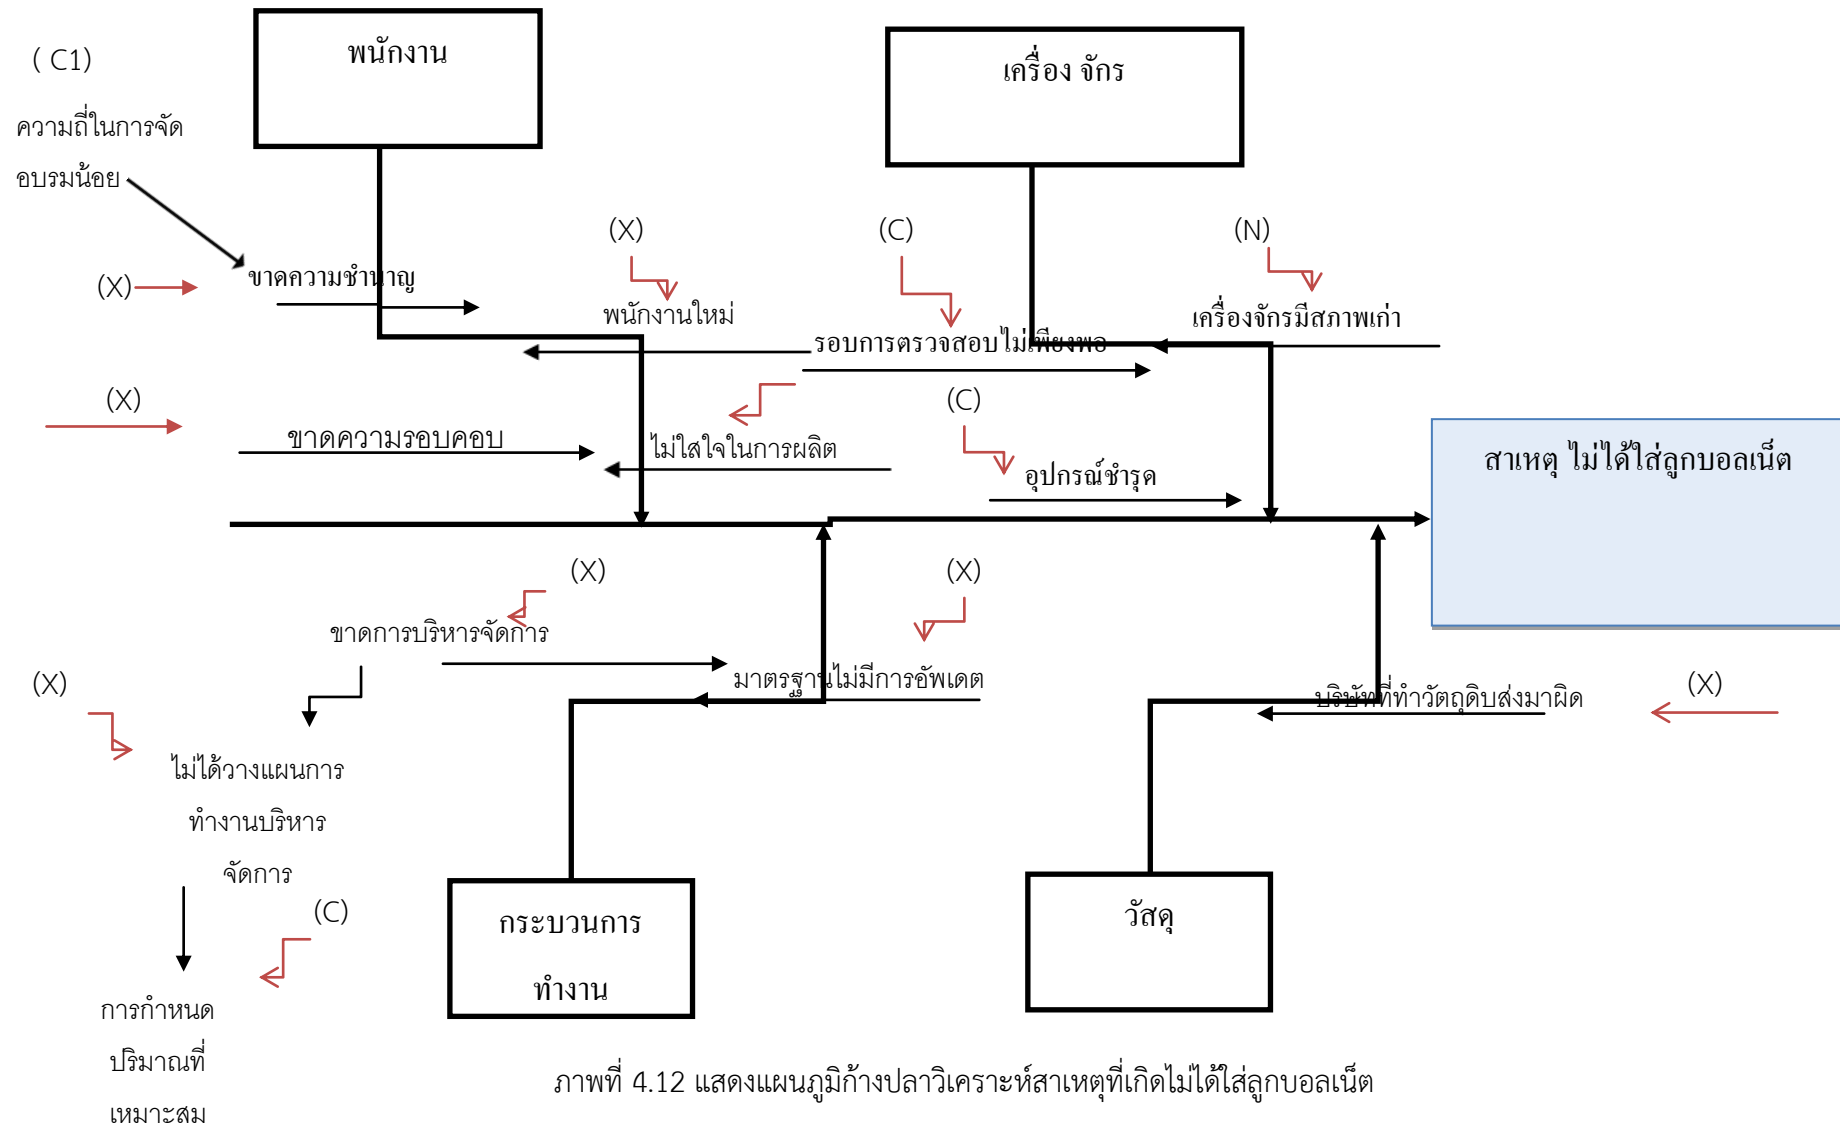 พนักงาน
เครื่อง จักร
( C1)
ความถี่ในการจัด
อบรมน้อย
(X)
(C)
(N)
(X)
ขาดความชำนาญ
พนักงานใหม่
เครื่องจักรมีสภาพเก่า
รอบการตรวจสอบไม่เพียงพอ
(X)
(C)
ขาดความรอบคอบ
ไม่ใสใจในการผลิต
อุปกรณ์ชำรุด
สาเหตุ ไม่ได้ใส่ลูกบอลเน็ต
(X)
(X)
ขาดการบริหารจัดการ
มาตรฐานไม่มีการอัพเดต
(X)
บริษัทที่ทำวัตถุดิบส่งมาผิด
(X)
ไม่ได้วางแผนการ
ทำงานบริหาร
จัดการ
(C)
กระบวนการ
ทำงาน
วัสดุ
การกำหนด
ปริมาณที่
เหมาะสม
ภาพที่ 4.12 แสดงแผนภูมิก้างปลาวิเคราะห์สาเหตุที่เกิดไม่ได้ใส่ลูกบอลเน็ต